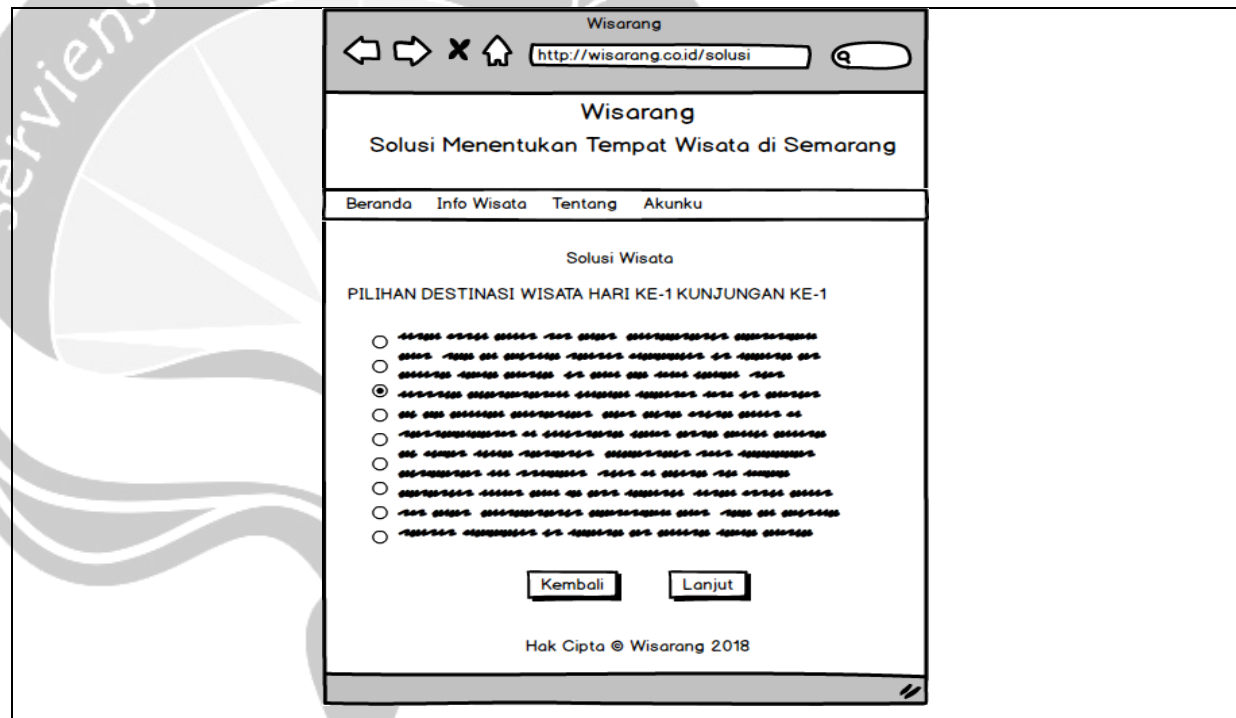 serviens
Wisarang
http://wisarang.co.id/solusi
Wisarang
Solusi Menentukan Tempat Wisata di Semarang
Beranda Info Wisata Tentang Akunku
Solusi Wisata
PILIHAN DESTINASI WISATA HARI KE-1 KUNJUNGAN KE-1
Kembali Lanjut
Hak Cipta © Wisarang 2018